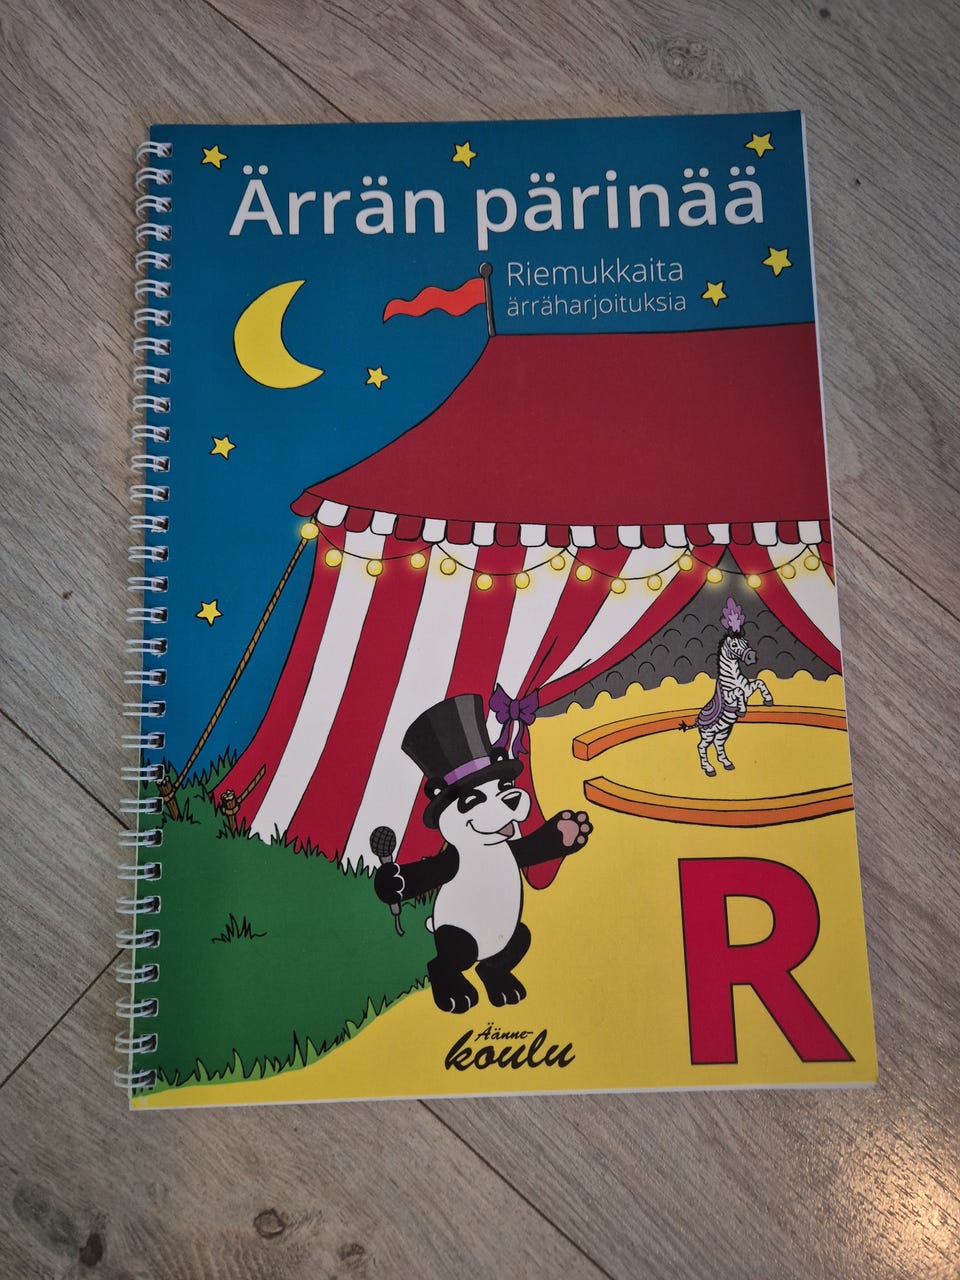 Ärrän pärinää
Riemukkaita
ärräharjoituksia
R
Äänne-
koulu